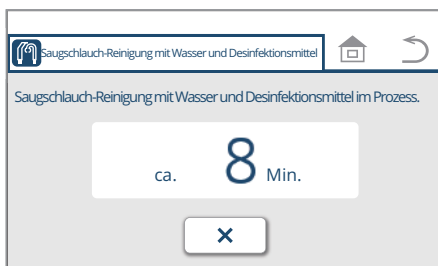 Saugschlauch-Reinigung mit Wasser und Desinfektionsmittel
Saugschlauch-Reinigung mit Wasser und Desinfektionsmittel im Prozess.
ca. 8 Min.